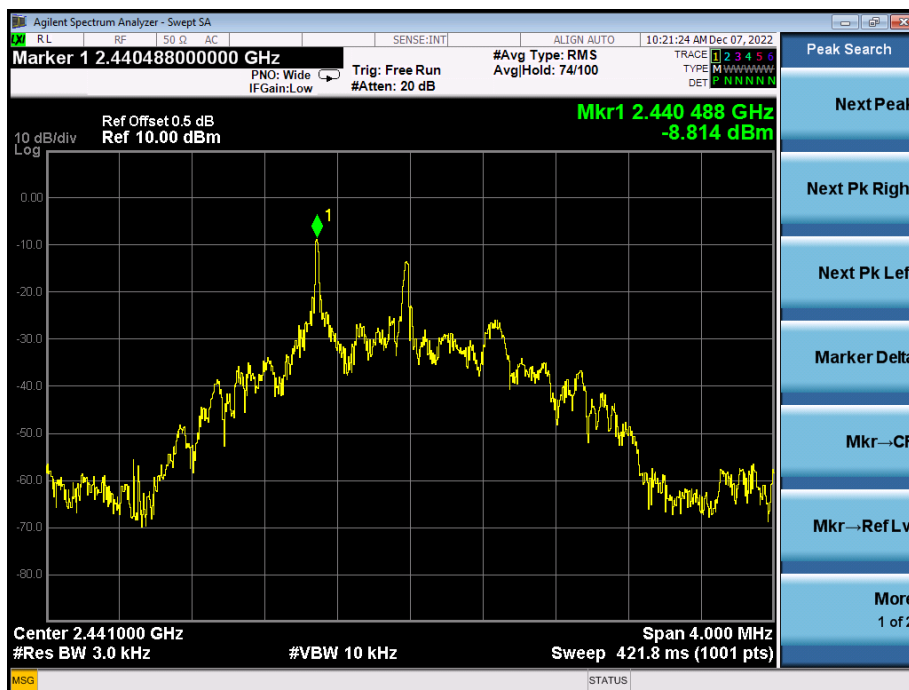 Agilent Spectrum Analyzer - Swept SA
LXI RL RF 50 Ω AC SENSE:INT ALIGN AUTO 10:21:24 AM Dec 07, 2022
Marker 1 2.440488000000 GHz
PNO: Wide
IFGain:Low
Trig: Free Run
#Atten: 20 dB
#Avg Type: RMS
Avg|Hold: 74/100
TRACE 1 2 3 4 5 6
TYPE M W W W W W
DET P N N N N N
Peak Search
Mkr1 2.440 488 GHz
-8.814 dBm
Ref Offset 0.5 dB
10 dB/div Ref 10.00 dBm
Log
1
0.00
-10.0
-20.0
-30.0
-40.0
-50.0
-60.0
-70.0
-80.0
Center 2.441000 GHz Span 4.000 MHz
#Res BW 3.0 kHz #VBW 10 kHz Sweep 421.8 ms (1001 pts)
Next Peak
Next Pk Righ
Next Pk Lef
Marker Delta
Mkr→CF
Mkr→Ref Lv
More
1 of 2
MSG STATUS